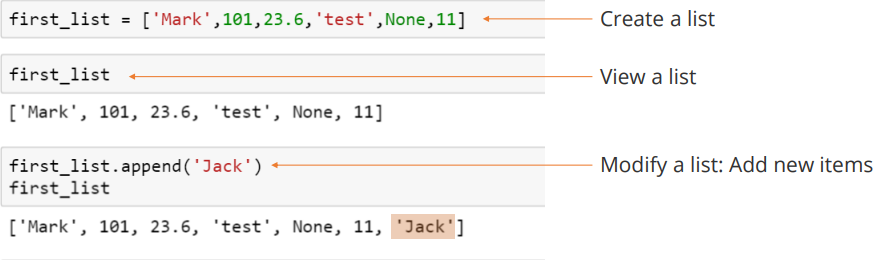 first_list = ['Mark',101,23.6,'test',None,11]
Create a list
first_list
View a list
['Mark', 101, 23.6, 'test', None, 11]
first_list.append('Jack')
Modify a list: Add new items
first_list
['Mark', 101, 23.6, 'test', None, 11, 'Jack']